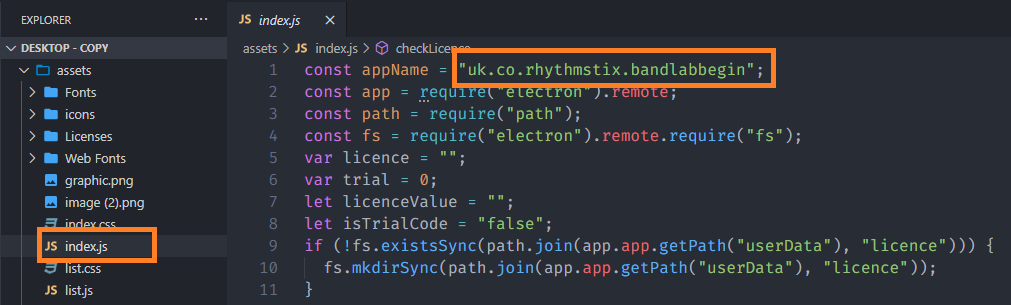 EXPLORER
DESKTOP - COPY
assets
Fonts
icons
Licenses
Web Fonts
graphic.png
image (2).png
index.css
JS index.js
list.css
JS list.js
JS index.js
assets > JS index.js > checkLicence
1 const appName = "uk.co.rhythmstix.bandlabbegin";
2 const app = require("electron").remote;
3 const path = require("path");
4 const fs = require("electron").remote.require("fs");
5 var licence = "";
6 var trial = 0;
7 let licenceValue = "";
8 let isTrialCode = "false";
9 if (!fs.existsSync(path.join(app.app.getPath("userData"), "licence"))) {
10 fs.mkdirSync(path.join(app.app.getPath("userData"), "licence"));
11 }